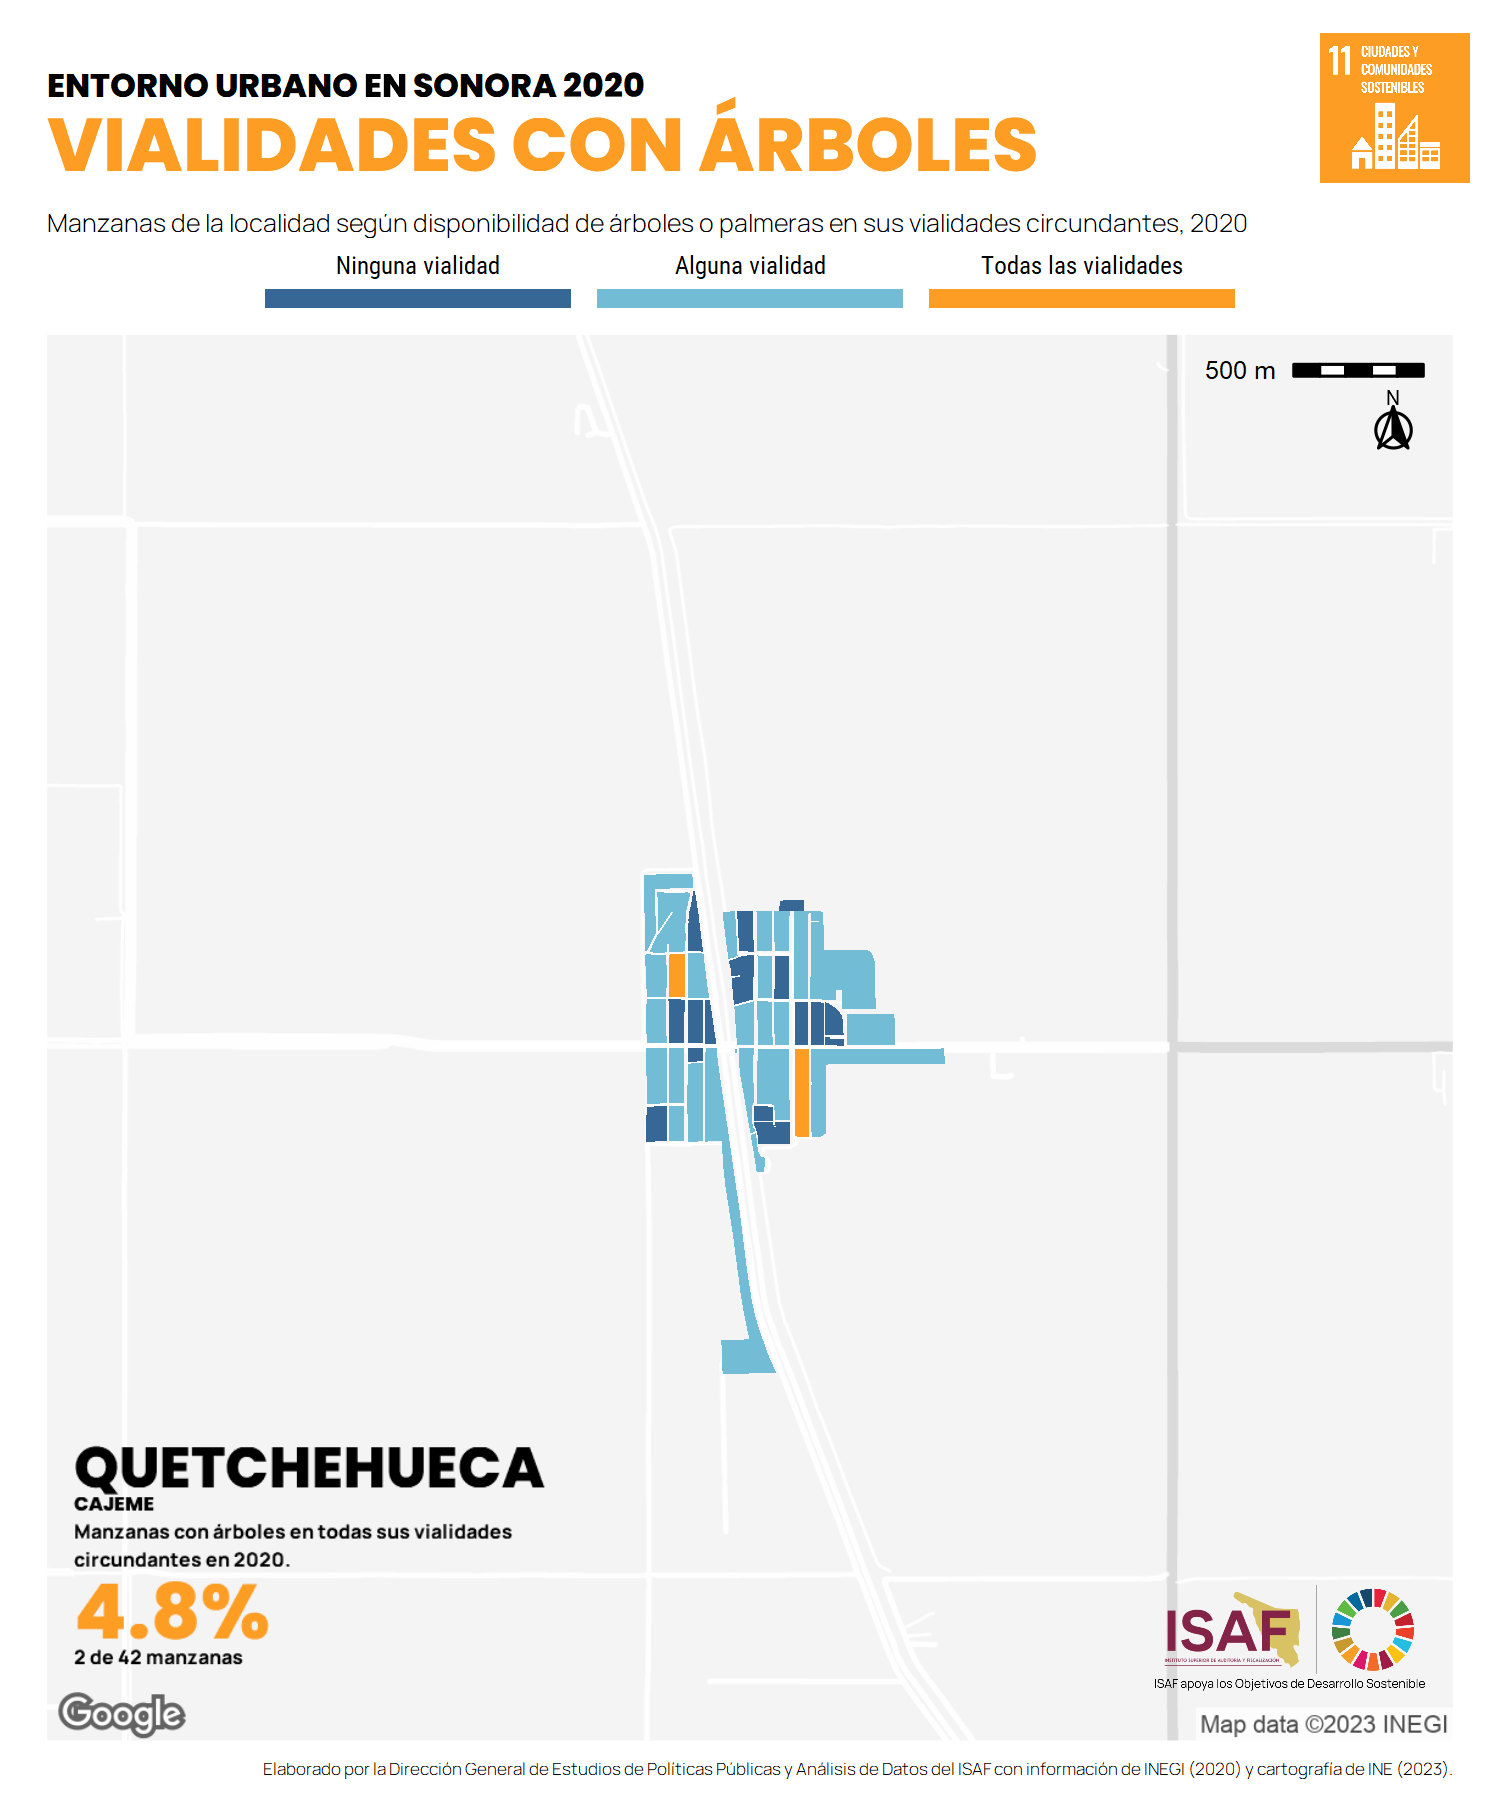 ENTORNO URBANO EN SONORA 2020
VIALIDADES CON ÁRBOLES
11 CIUDADES Y
COMUNIDADES
SOSTENIBLES
Manzanas de la localidad según disponibilidad de árboles o palmeras en sus vialidades circundantes, 2020
Ninguna vialidad
Alguna vialidad
Todas las vialidades
500 m
N
QUETCHEHUECA
CAJEME
Manzanas con árboles en todas sus vialidades
circundantes en 2020.
4.8%
2 de 42 manzanas
ISAF
INSTITUTO SUPERIOR DE AUDITORÍA Y FISCALIZACIÓN
ISAF apoya los Objetivos de Desarrollo Sostenible
Google
Map data ©2023 INEGI
Elaborado por la Dirección General de Estudios de Políticas Públicas y Análisis de Datos del ISAF con información de INEGI (2020) y cartografía de INE (2023).